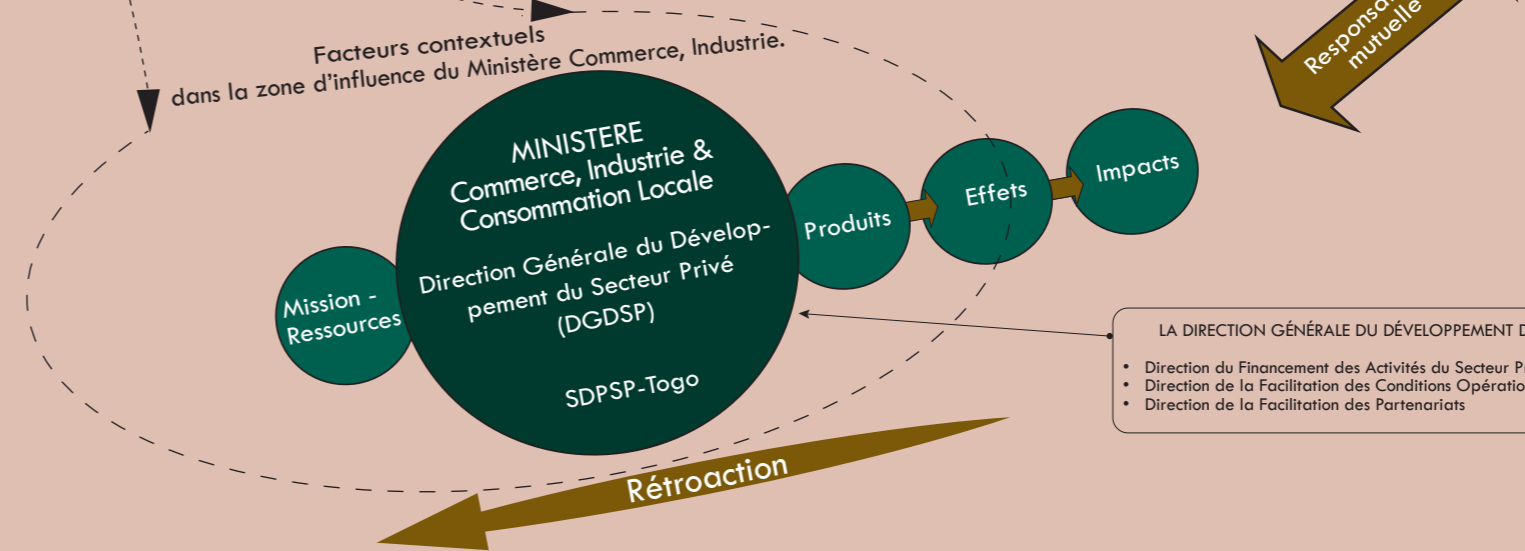 Facteurs contextuels
dans la zone d’influence du Ministère Commerce, Industrie.
mutuelle
MINISTERE
Commerce, Industrie &
Consommation Locale
Direction Générale du Dévelop-
pement du Secteur Privé
(DGDSP)
SDPSP-Togo
Mission -
Ressources
Produits
Effets
Impacts
LA DIRECTION GÉNÉRALE DU DÉVELOPPEMENT
• Direction du Financement des Activités du Secteur
• Direction de la Facilitation des Conditions
• Direction de la Facilitation des Partenariats
Rétroaction